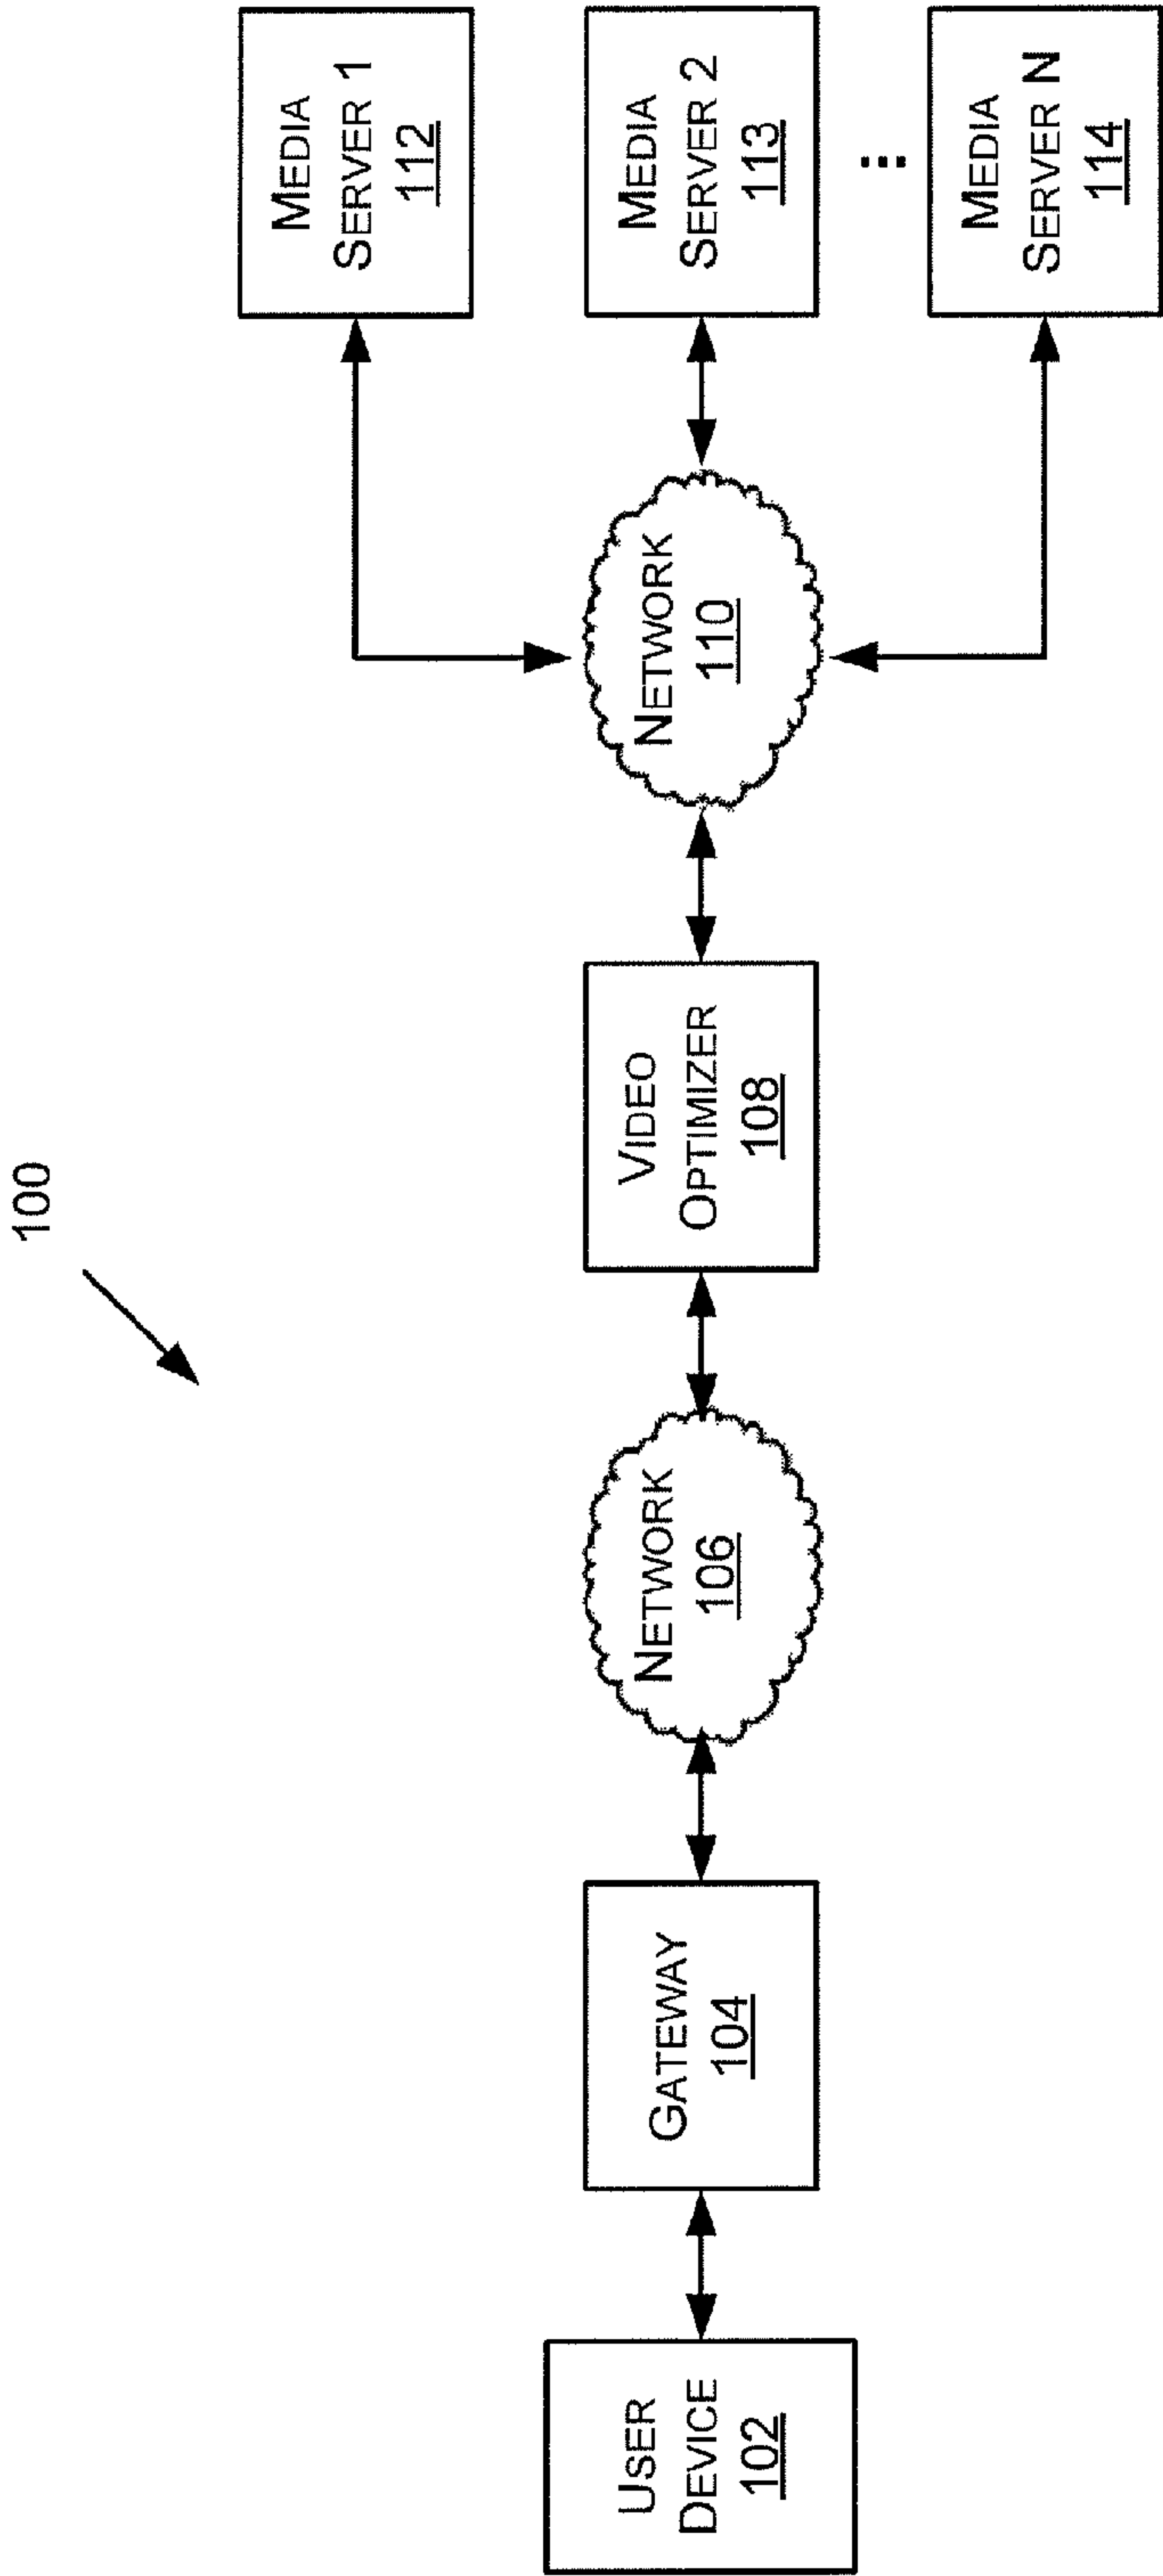 100
USER
DEVICE
102
GATEWAY
104
NETWORK
106
VIDEO
OPTIMIZER
108
NETWORK
110
MEDIA
SERVER 1
112
MEDIA
SERVER 2
113
...
MEDIA
SERVER N
114